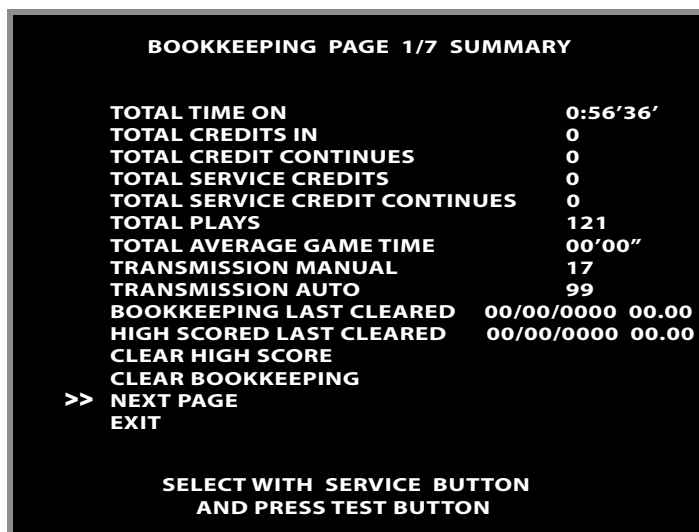 BOOKKEEPING PAGE 1/7 SUMMARY
TOTAL TIME ON 0:56’36’
TOTAL CREDITS IN 0
TOTAL CREDIT CONTINUES 0
TOTAL SERVICE CREDITS 0
TOTAL SERVICE CREDIT CONTINUES 0
TOTAL PLAYS 121
TOTAL AVERAGE GAME TIME 00’00”
TRANSMISSION MANUAL 17
TRANSMISSION AUTO 99
BOOKKEEPING LAST CLEARED 00/00/0000 00.00
HIGH SCORED LAST CLEARED 00/00/0000 00.00
CLEAR HIGH SCORE
CLEAR BOOKKEEPING
>> NEXT PAGE
EXIT
SELECT WITH SERVICE BUTTON
AND PRESS TEST BUTTON